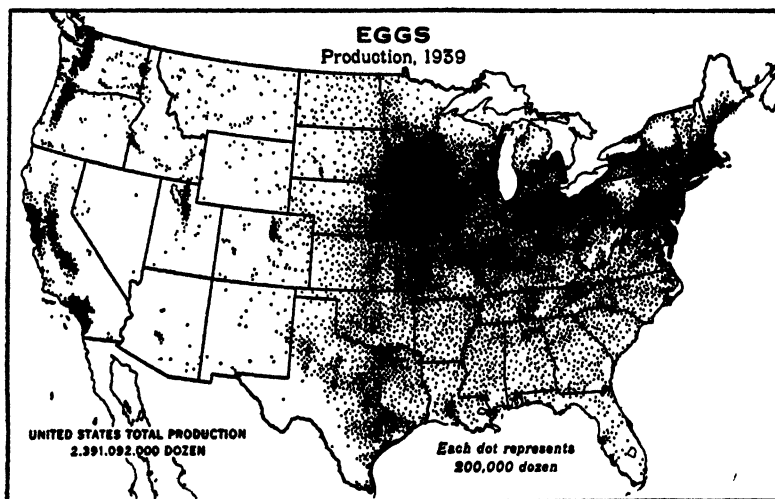 EGGS
Production, 1939
UNITED STATES TOTAL PRODUCTION
2,391,092,000 DOZEN
Each dot represents
200,000 dozen